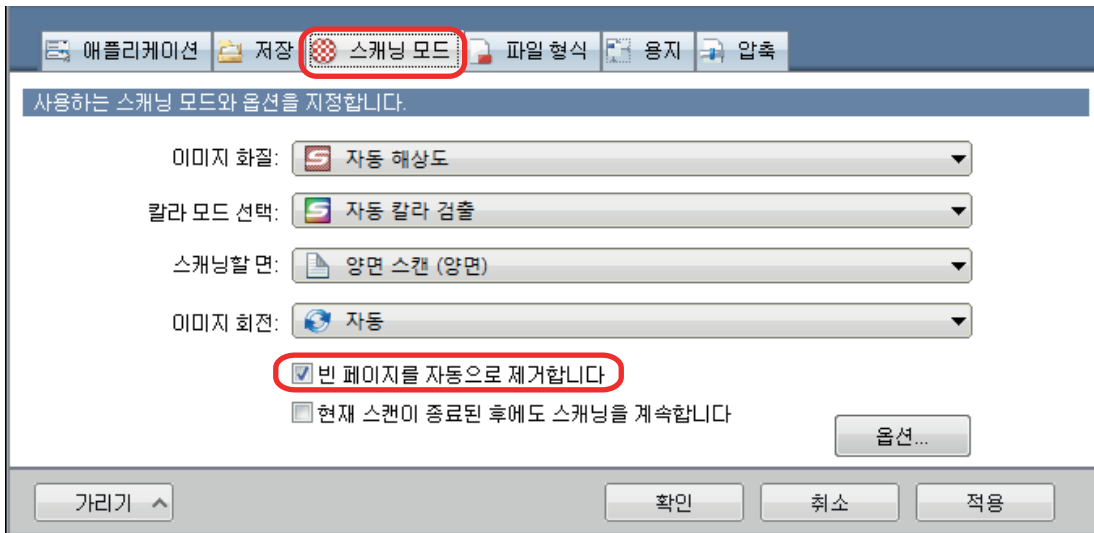 애플리케이션 저장 스캐닝 모드 파일 형식 용지 압축
사용하는 스캐닝 모드와 옵션을 지정합니다.
이미지 화질: 자동 해상도
칼라 모드 선택: 자동 칼라 검출
스캐닝할 면: 양면 스캔 (양면)
이미지 회전: 자동
빈 페이지를 자동으로 제거합니다
현재 스캔이 종료된 후에도 스캐닝을 계속합니다
옵션...
가리기 확인 취소 적용